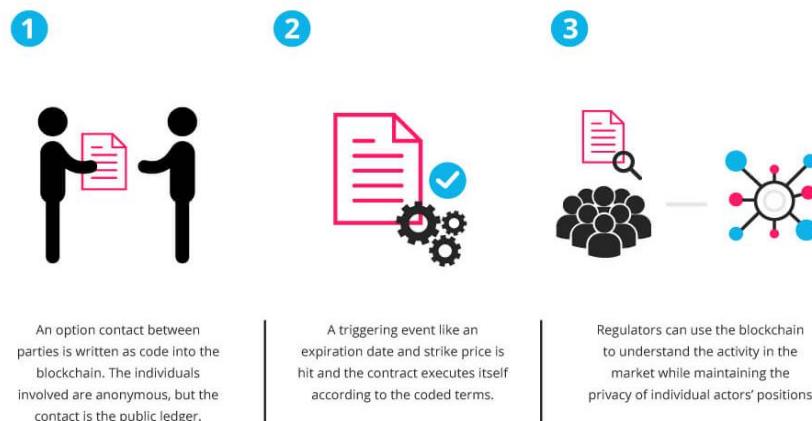 1
2
3
An option contact between
parties is written as code into the
blockchain. The individuals
involved are anonymous, but the
contact is the public ledger.
A triggering event like an
expiration date and strike price is
hit and the contract executes itself
according to the coded terms.
Regulators can use the blockchain
to understand the activity in the
market while maintaining the
privacy of individual actors' positions